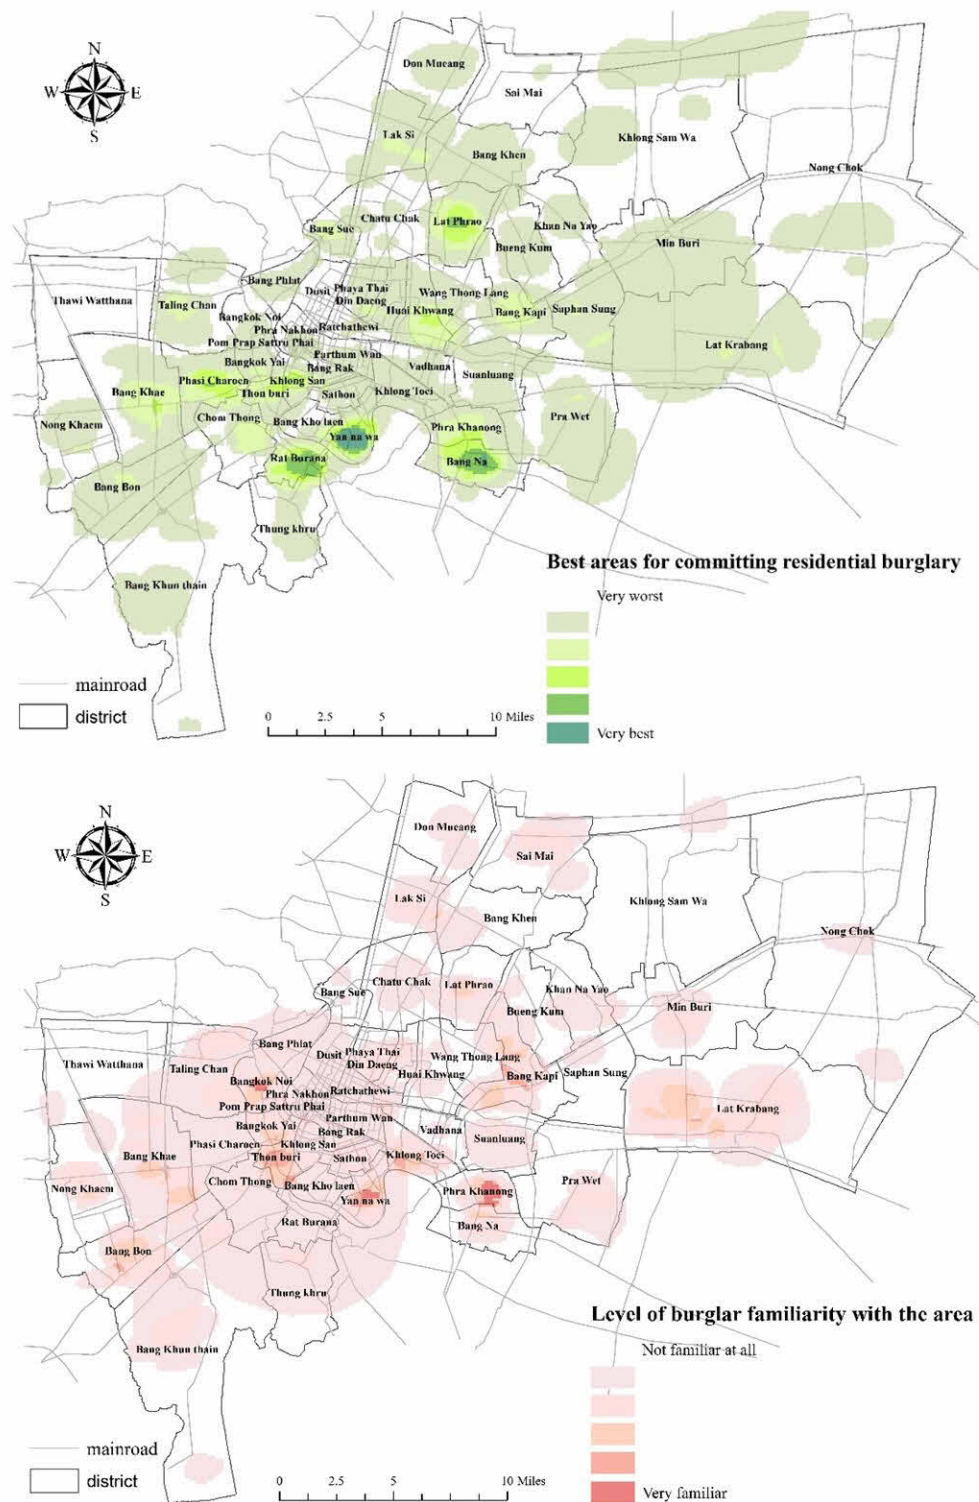 N
W E
S
Don Mueang
Sai Mai
Lak Si
Khlong Sam Wa
Bang Khen
Nong Chok
Chatu Chak
Lat Phrao
Bang Sue
Khan Na Yao
Bueng Kum
Min Buri
Bang Phlat
Thawi Watthana
Dusit
Phaya Thai
Wang Thong Lang
Taling Chan
Din Daeng
Huai Khwang
Bang Kapi
Saphan Sung
Bangkok Noi
Phra Nakhon
Ratchathewi
Pom Prap Sattru Phai
Lat Krabang
Parthum Wan
Bangkok Yai
Bang Rak
Vadhana
Suanluang
Phasi Charoen
Khlong San
Bang Khae
Thon buri
Sathon
Khlong Toei
Chom Thong
Bang Kho laen
Pra Wet
Nong Khaem
Phra Khanong
Yan na wa
Rat Burana
Bang Na
Bang Bon
Thung khru
Best areas for committing residential burglary
Bang Khun thain
Very worst
mainroad
district
0 2.5 5 10 Miles
Very best
N
W E
S
Don Mueang
Sai Mai
Lak Si
Khlong Sam Wa
Bang Khen
Nong Chok
Chatu Chak
Lat Phrao
Bang Sue
Khan Na Yao
Bueng Kum
Min Buri
Bang Phlat
Dusit
Phaya Thai
Wang Thong Lang
Thawi Watthana
Taling Chan
Din Daeng
Huai Khwang
Bang Kapi
Saphan Sung
Bangkok Noi
Phra Nakhon
Ratchathewi
Pom Prap Sattru Phai
Lat Krabang
Parthum Wan
Bangkok Yai
Bang Rak
Vadhana
Suanluang
Phasi Charoen
Khlong San
Bang Khae
Thon buri
Sathon
Khlong Toei
Chom Thong
Bang Kho laen
Pra Wet
Nong Khaem
Phra Khanong
Yan na wa
Rat Burana
Bang Na
Bang Bon
Thung khru
Level of burglar familiarity with the area
Bang Khun thain
Not familiar at all
mainroad
district
0 2.5 5 10 Miles
Very familiar